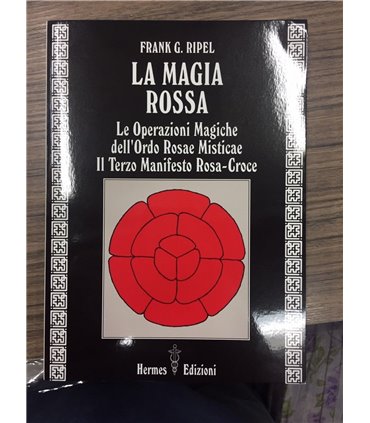 FRANK G. RIPEL
LA MAGIA
ROSSA
Le Operazioni Magiche
dell'Ordo Rosae Misticae
Il Terzo Manifesto Rosa-Croce
Hermes Edizioni